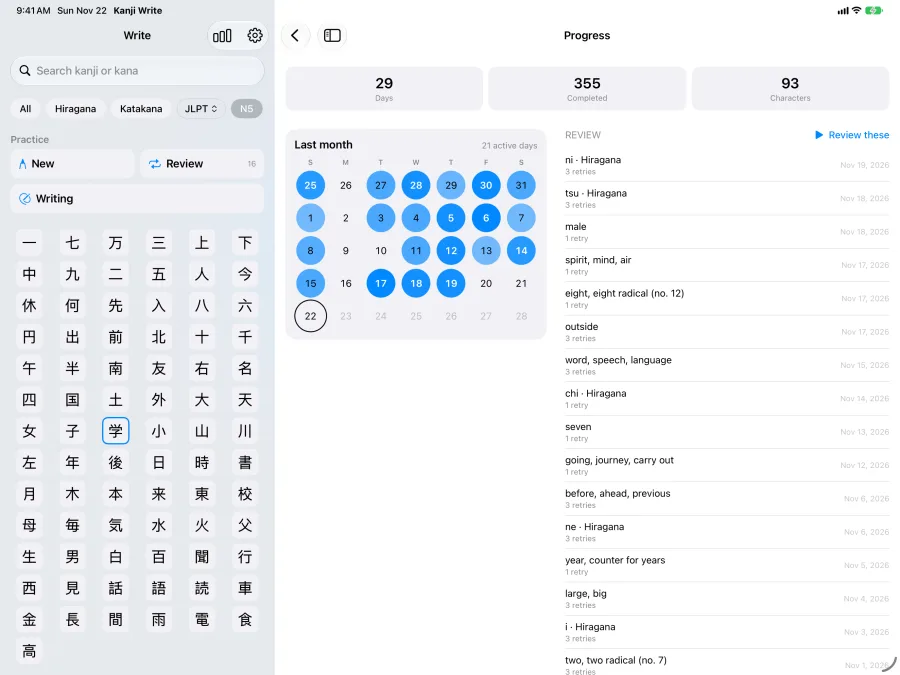 9:41 AM Sun Nov 22 Kanji Write
Write
Search kanji or kana
All Hiragana Katakana JLPT N5
Practice
New Review 16
Writing
一 七 万 三 上 下
中 九 二 五 人 今
休 何 先 入 八 六
円 出 前 北 十 千
午 半 南 友 右 名
四 国 土 外 大 天
女 子 学 小 山 川
左 年 後 日 時 書
月 木 本 来 東 校
母 毎 気 水 火 父
生 男 白 百 聞 行
西 見 話 語 読 車
金 長 間 雨 電 食
高
Progress
29 355 93
Days Completed Characters
Last month 21 active days
S M T W T F S
25 26 27 28 29 30 31
1 2 3 4 5 6 7
8 9 10 11 12 13 14
15 16 17 18 19 20 21
22 23 24 25 26 27 28
REVIEW Review these
ni · Hiragana
3 retries Nov 19, 2026
tsu · Hiragana
3 retries Nov 18, 2026
male
1 retry Nov 18, 2026
spirit, mind, air
1 retry Nov 17, 2026
eight, eight radical (no. 12)
1 retry Nov 17, 2026
outside
3 retries Nov 17, 2026
word, speech, language
3 retries Nov 15, 2026
chi · Hiragana
1 retry Nov 14, 2026
seven
1 retry Nov 13, 2026
going, journey, carry out
1 retry Nov 12, 2026
before, ahead, previous
3 retries Nov 6, 2026
ne · Hiragana
3 retries Nov 6, 2026
year, counter for years
1 retry Nov 5, 2026
large, big
3 retries Nov 4, 2026
i · Hiragana
3 retries Nov 3, 2026
two, two radical (no. 7)
3 retries Nov 1, 2026